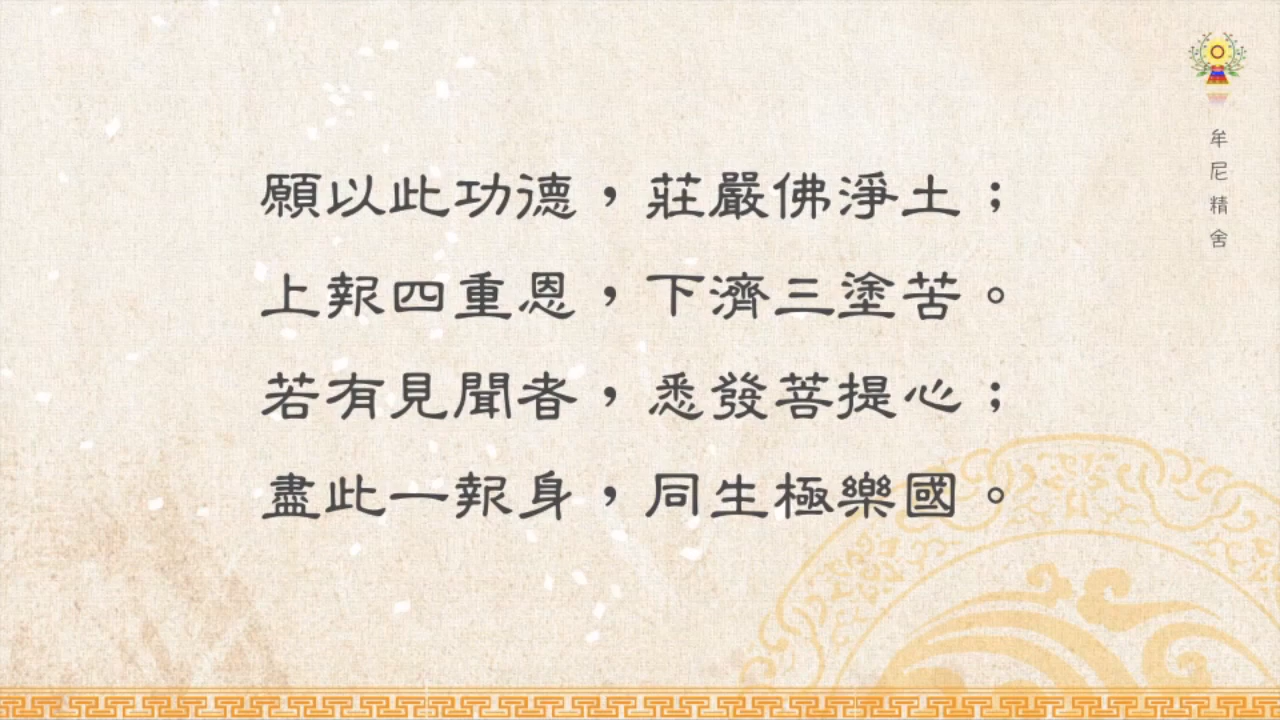 願以此功德，莊嚴佛淨土；
上報四重恩，下濟三塗苦。
若有見聞者，悉發菩提心；
盡此一報身，同生極樂國。
牟尼精舍